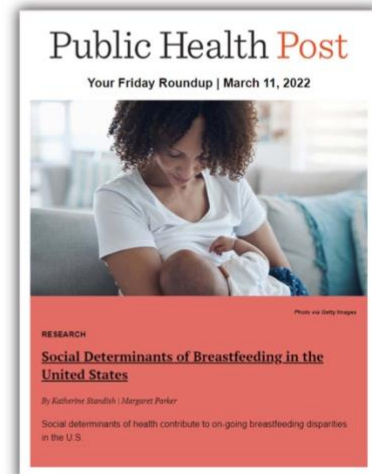 Public Health Post
Your Friday Roundup | March 11, 2022
Photo via Getty Images
RESEARCH
Social Determinants of Breastfeeding in the
United States
By Katherine Standish | Margaret Parker
Social determinants of health contribute to on-going breastfeeding disparities
in the U.S.